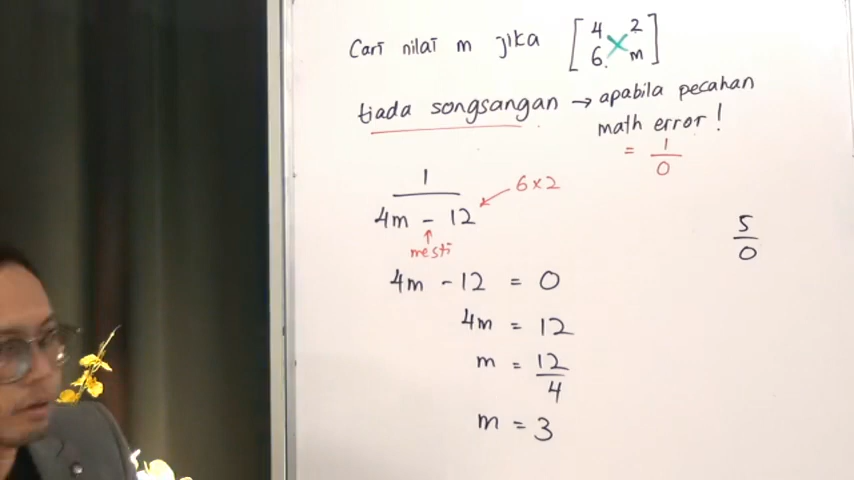 Cari nilai m jika [4 2
6 m]
tiada songsangan → apabila pecahan
math error!
= 1/0
1
4m - 12 ← 6×2
↑
mesti
5/0
4m - 12 = 0
4m = 12
m = 12/4
m = 3